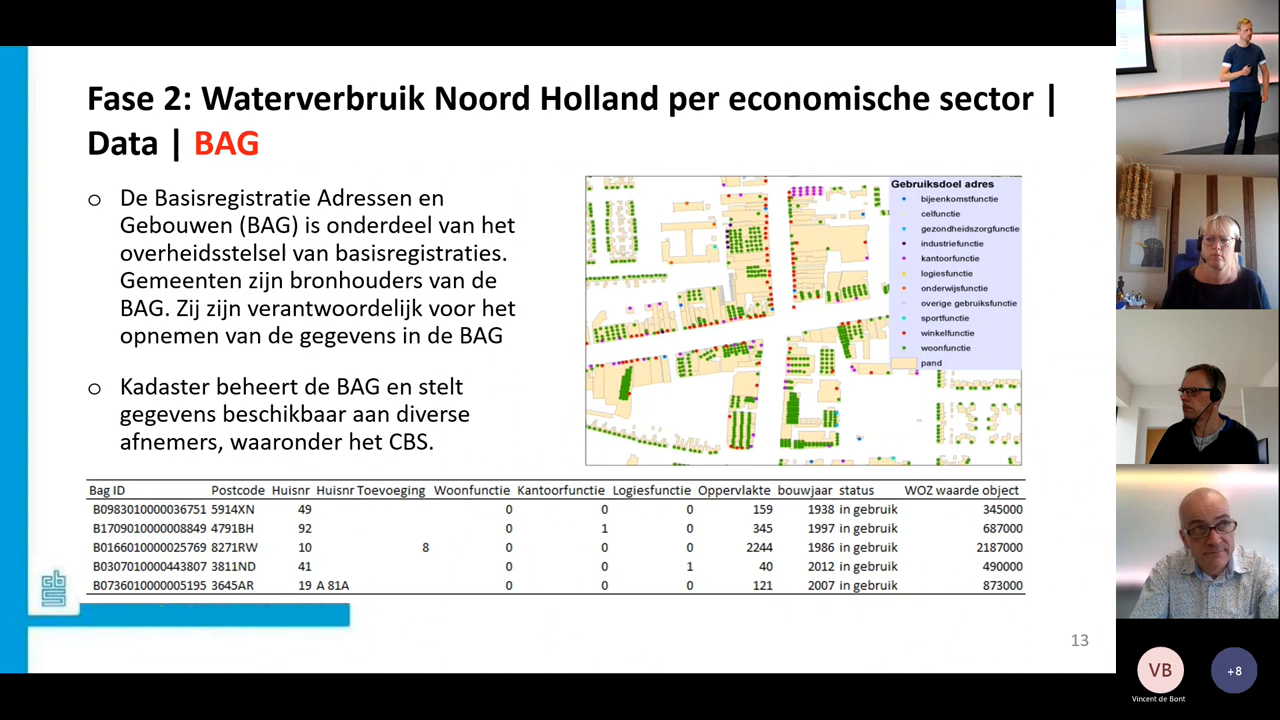 Fase 2: Waterverbruik Noord Holland per economische sector |
Data | BAG
o De Basisregistratie Adressen en
Gebouwen (BAG) is onderdeel van het
overheidsstelsel van basisregistraties.
Gemeenten zijn bronhouders van de
BAG. Zij zijn verantwoordelijk voor het
opnemen van de gegevens in de BAG
o Kadaster beheert de BAG en stelt
gegevens beschikbaar aan diverse
afnemers, waaronder het CBS.
Gebruiksdoel adres
bijeenkomstfunctie
celfunctie
gezondheidszorgfunctie
industriefunctie
kantoorfunctie
logiesfunctie
onderwijsfunctie
overige gebruiksfunctie
sportfunctie
winkelfunctie
woonfunctie
pand
Bag ID Postcode Huisnr Huisnr Toevoeging Woonfunctie Kantoorfunctie Logiesfunctie Oppervlakte bouwjaar status WOZ waarde object
B0983010000036751 5914XN 49 0 0 0 159 1938 in gebruik 345000
B1709010000008849 4791BH 92 0 1 0 345 1997 in gebruik 687000
B0166010000025769 8271RW 10 8 0 0 0 2244 1986 in gebruik 2187000
B0307010000443807 3811ND 41 0 0 1 40 2012 in gebruik 490000
B0736010000005195 3645AR 19 A 81A 0 0 0 121 2007 in gebruik 873000
cbs
13
VB
+8
Vincent de Bont